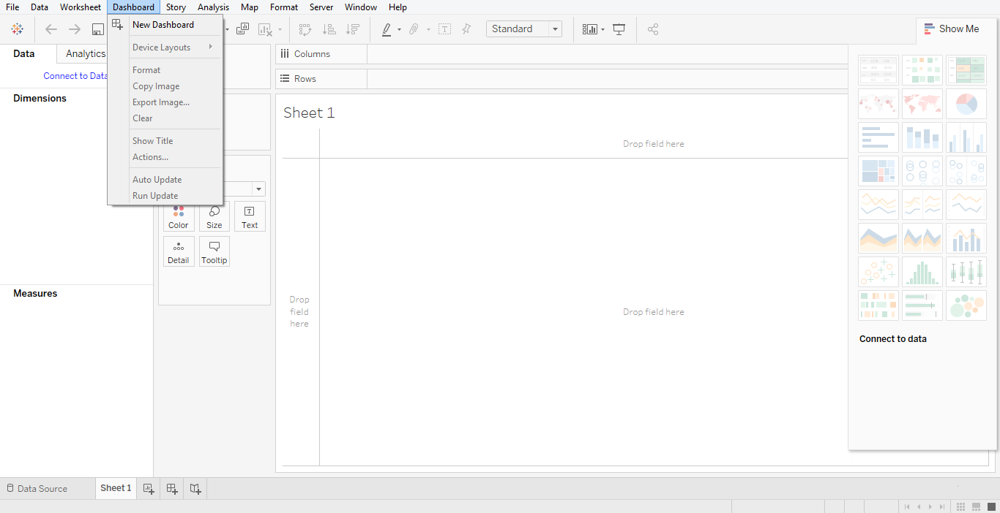 File Data Worksheet Dashboard Story Analysis Map Format Server Window Help
New Dashboard
Device Layouts
Format
Copy Image
Export Image...
Clear
Show Title
Actions...
Auto Update
Run Update
Standard
Show Me
Data Analytics
Connect to Data
Dimensions
Measures
Columns
Rows
Color Size Text
Detail Tooltip
Sheet 1
Drop field here
Drop
field
here
Drop field here
Connect to data
Data Source Sheet 1